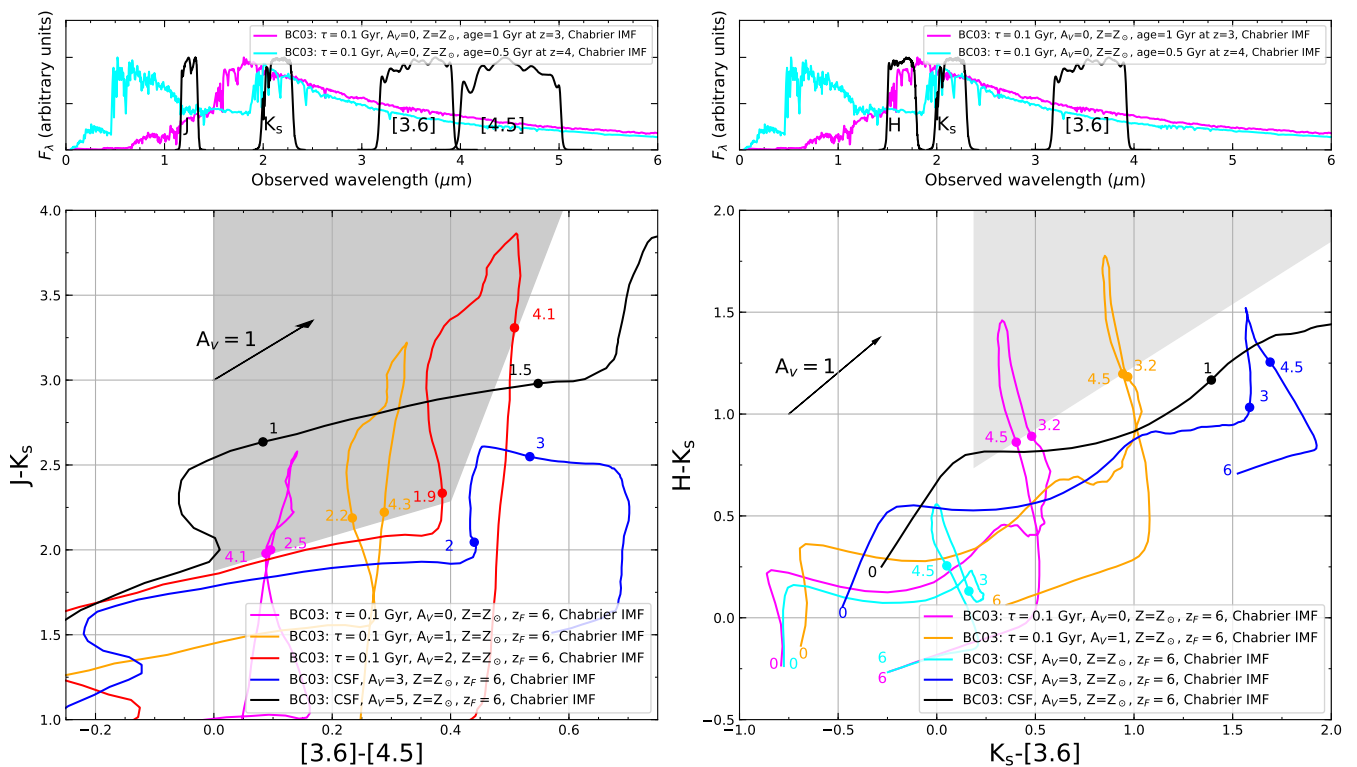 BC03: τ = 0.1 Gyr, A_V=0, Z=Z_⊙, age=1 Gyr at z=3, Chabrier IMF
BC03: τ = 0.1 Gyr, A_V=0, Z=Z_⊙, age=0.5 Gyr at z=4, Chabrier IMF
F_λ (arbitrary units)
J
K_s
[3.6]
[4.5]
0 1 2 3 4 5 6
Observed wavelength (μm)
BC03: τ = 0.1 Gyr, A_V=0, Z=Z_⊙, age=1 Gyr at z=3, Chabrier IMF
BC03: τ = 0.1 Gyr, A_V=0, Z=Z_⊙, age=0.5 Gyr at z=4, Chabrier IMF
F_λ (arbitrary units)
H
K_s
[3.6]
0 1 2 3 4 5 6
Observed wavelength (μm)
4.0
3.5
3.0
2.5
2.0
1.5
1.0
J-K_s
A_v = 1
4.1
1.5
1
3
1.9
2.2
4.3
2
4.1
2.5
BC03: τ = 0.1 Gyr, A_V=0, Z=Z_⊙, z_F = 6, Chabrier IMF
BC03: τ = 0.1 Gyr, A_V=1, Z=Z_⊙, z_F = 6, Chabrier IMF
BC03: τ = 0.1 Gyr, A_V=2, Z=Z_⊙, z_F = 6, Chabrier IMF
BC03: CSF, A_V=3, Z=Z_⊙, z_F = 6, Chabrier IMF
BC03: CSF, A_V=5, Z=Z_⊙, z_F = 6, Chabrier IMF
−0.2 0.0 0.2 0.4 0.6
[3.6]-[4.5]
2.0
1.5
1.0
0.5
0.0
−0.5
H-K_s
A_v = 1
4.5
3.2
1
4.5
3
4.5
3.2
6
4.5
3
0
6
0
0
0
0
6
6
BC03: τ = 0.1 Gyr, A_V=0, Z=Z_⊙, z_F = 6, Chabrier IMF
BC03: τ = 0.1 Gyr, A_V=1, Z=Z_⊙, z_F = 6, Chabrier IMF
BC03: CSF, A_V=0, Z=Z_⊙, z_F = 6, Chabrier IMF
BC03: CSF, A_V=3, Z=Z_⊙, z_F = 6, Chabrier IMF
BC03: CSF, A_V=5, Z=Z_⊙, z_F = 6, Chabrier IMF
−1.0 −0.5 0.0 0.5 1.0 1.5 2.0
K_s-[3.6]